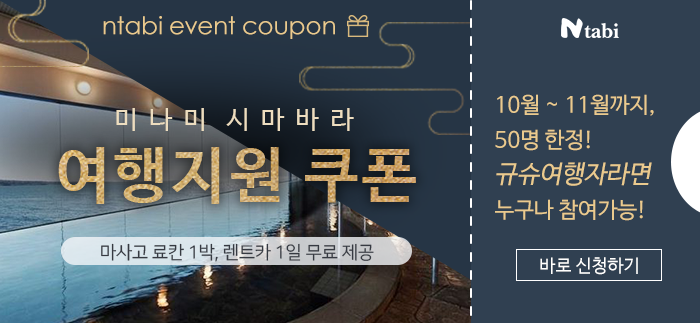 ntabi event coupon
미나미 시마바라
여행지원 쿠폰
마사고 료칸 1박, 렌트카 1일 무료 제공
Ntabi
10월 ~ 11월까지,
50명 한정!
규슈여행자라면
누구나 참여가능!
바로 신청하기